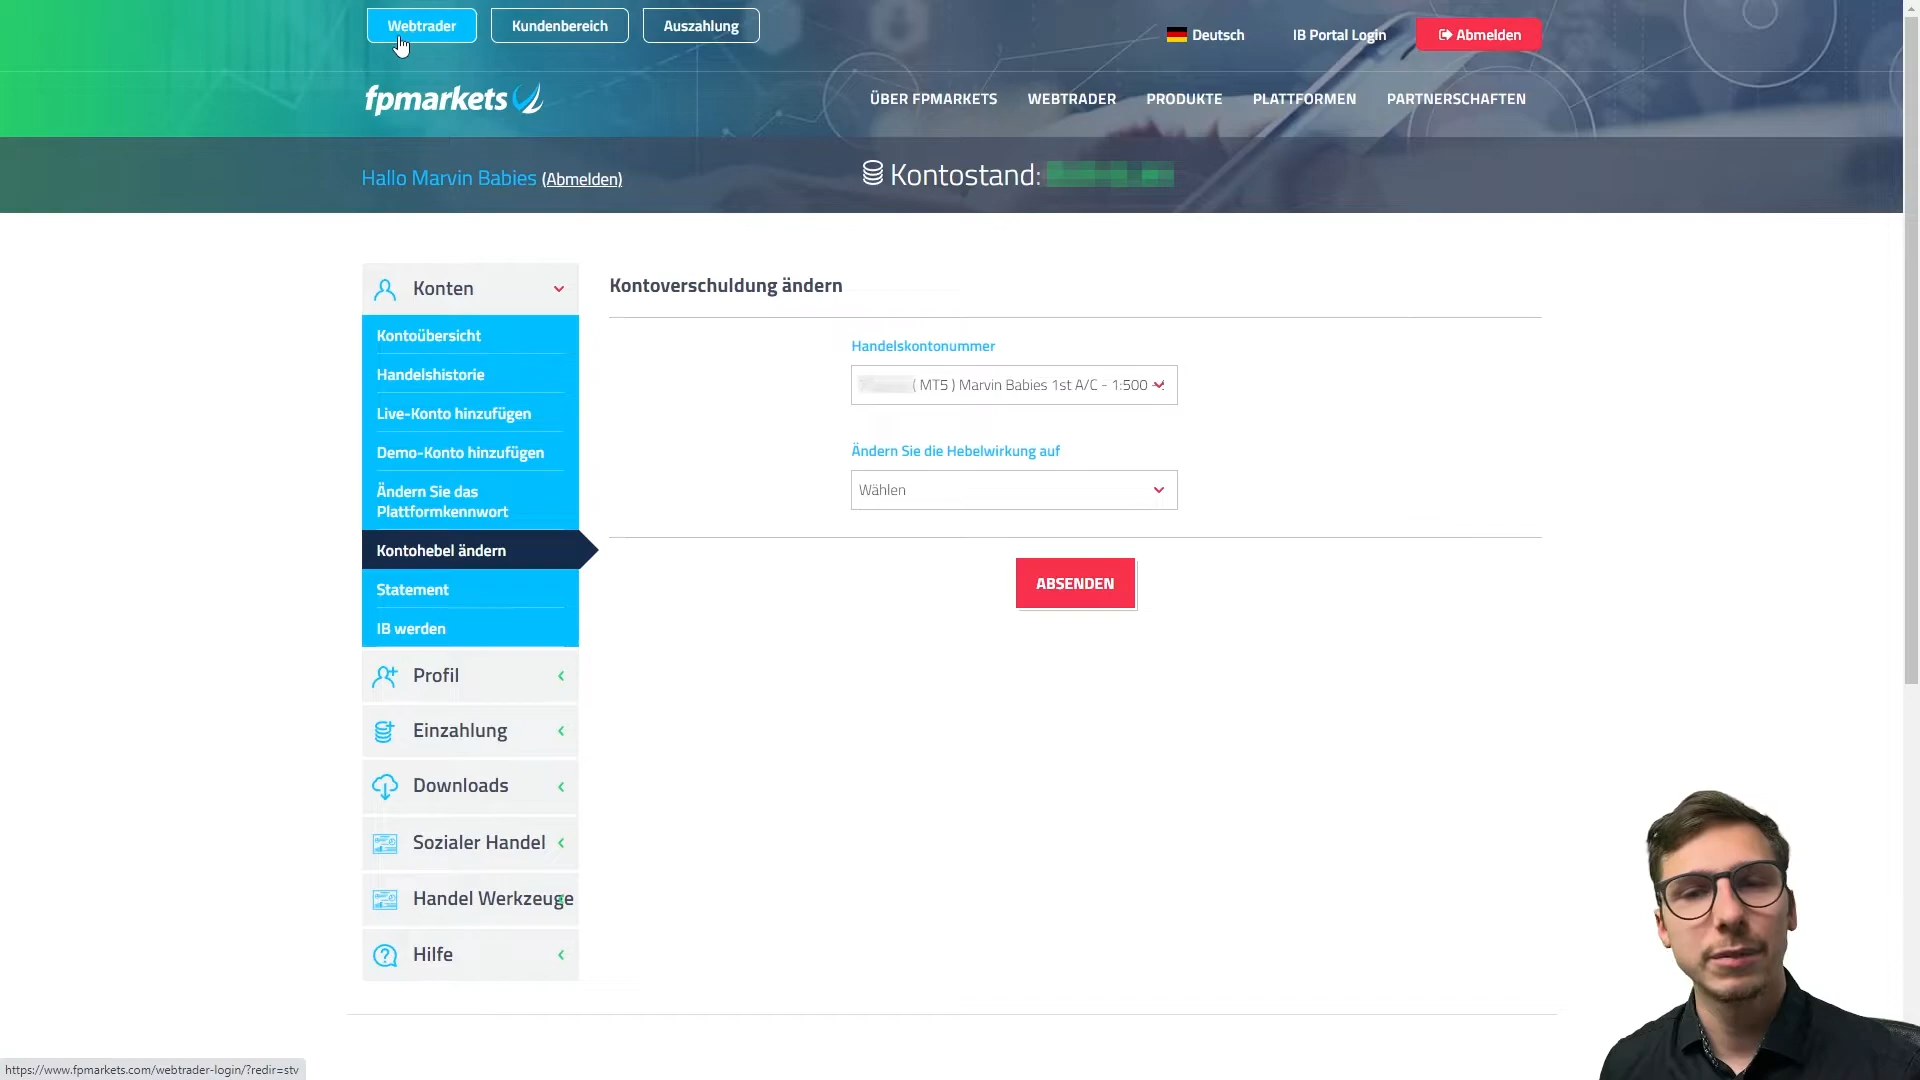 Webtrader
Kundenbereich
Auszahlung
Deutsch
IB Portal Login
Abmelden
fpmarkets
ÜBER FPMARKETS
WEBTRADER
PRODUKTE
PLATTFORMEN
PARTNERSCHAFTEN
Hallo Marvin Babies (Abmelden)
Kontostand:
Konten
Kontoübersicht
Handelshistorie
Live-Konto hinzufügen
Demo-Konto hinzufügen
Ändern Sie das
Plattformkennwort
Kontohebel ändern
Statement
IB werden
Profil
Einzahlung
Downloads
Sozialer Handel
Handel Werkzeuge
Hilfe
Kontoverschuldung ändern
Handelskontonummer
( MT5 ) Marvin Babies 1st A/C - 1:500 -
Ändern Sie die Hebelwirkung auf
Wählen
ABSENDEN
https://www.fpmarkets.com/webtrader-login/?redir=stv